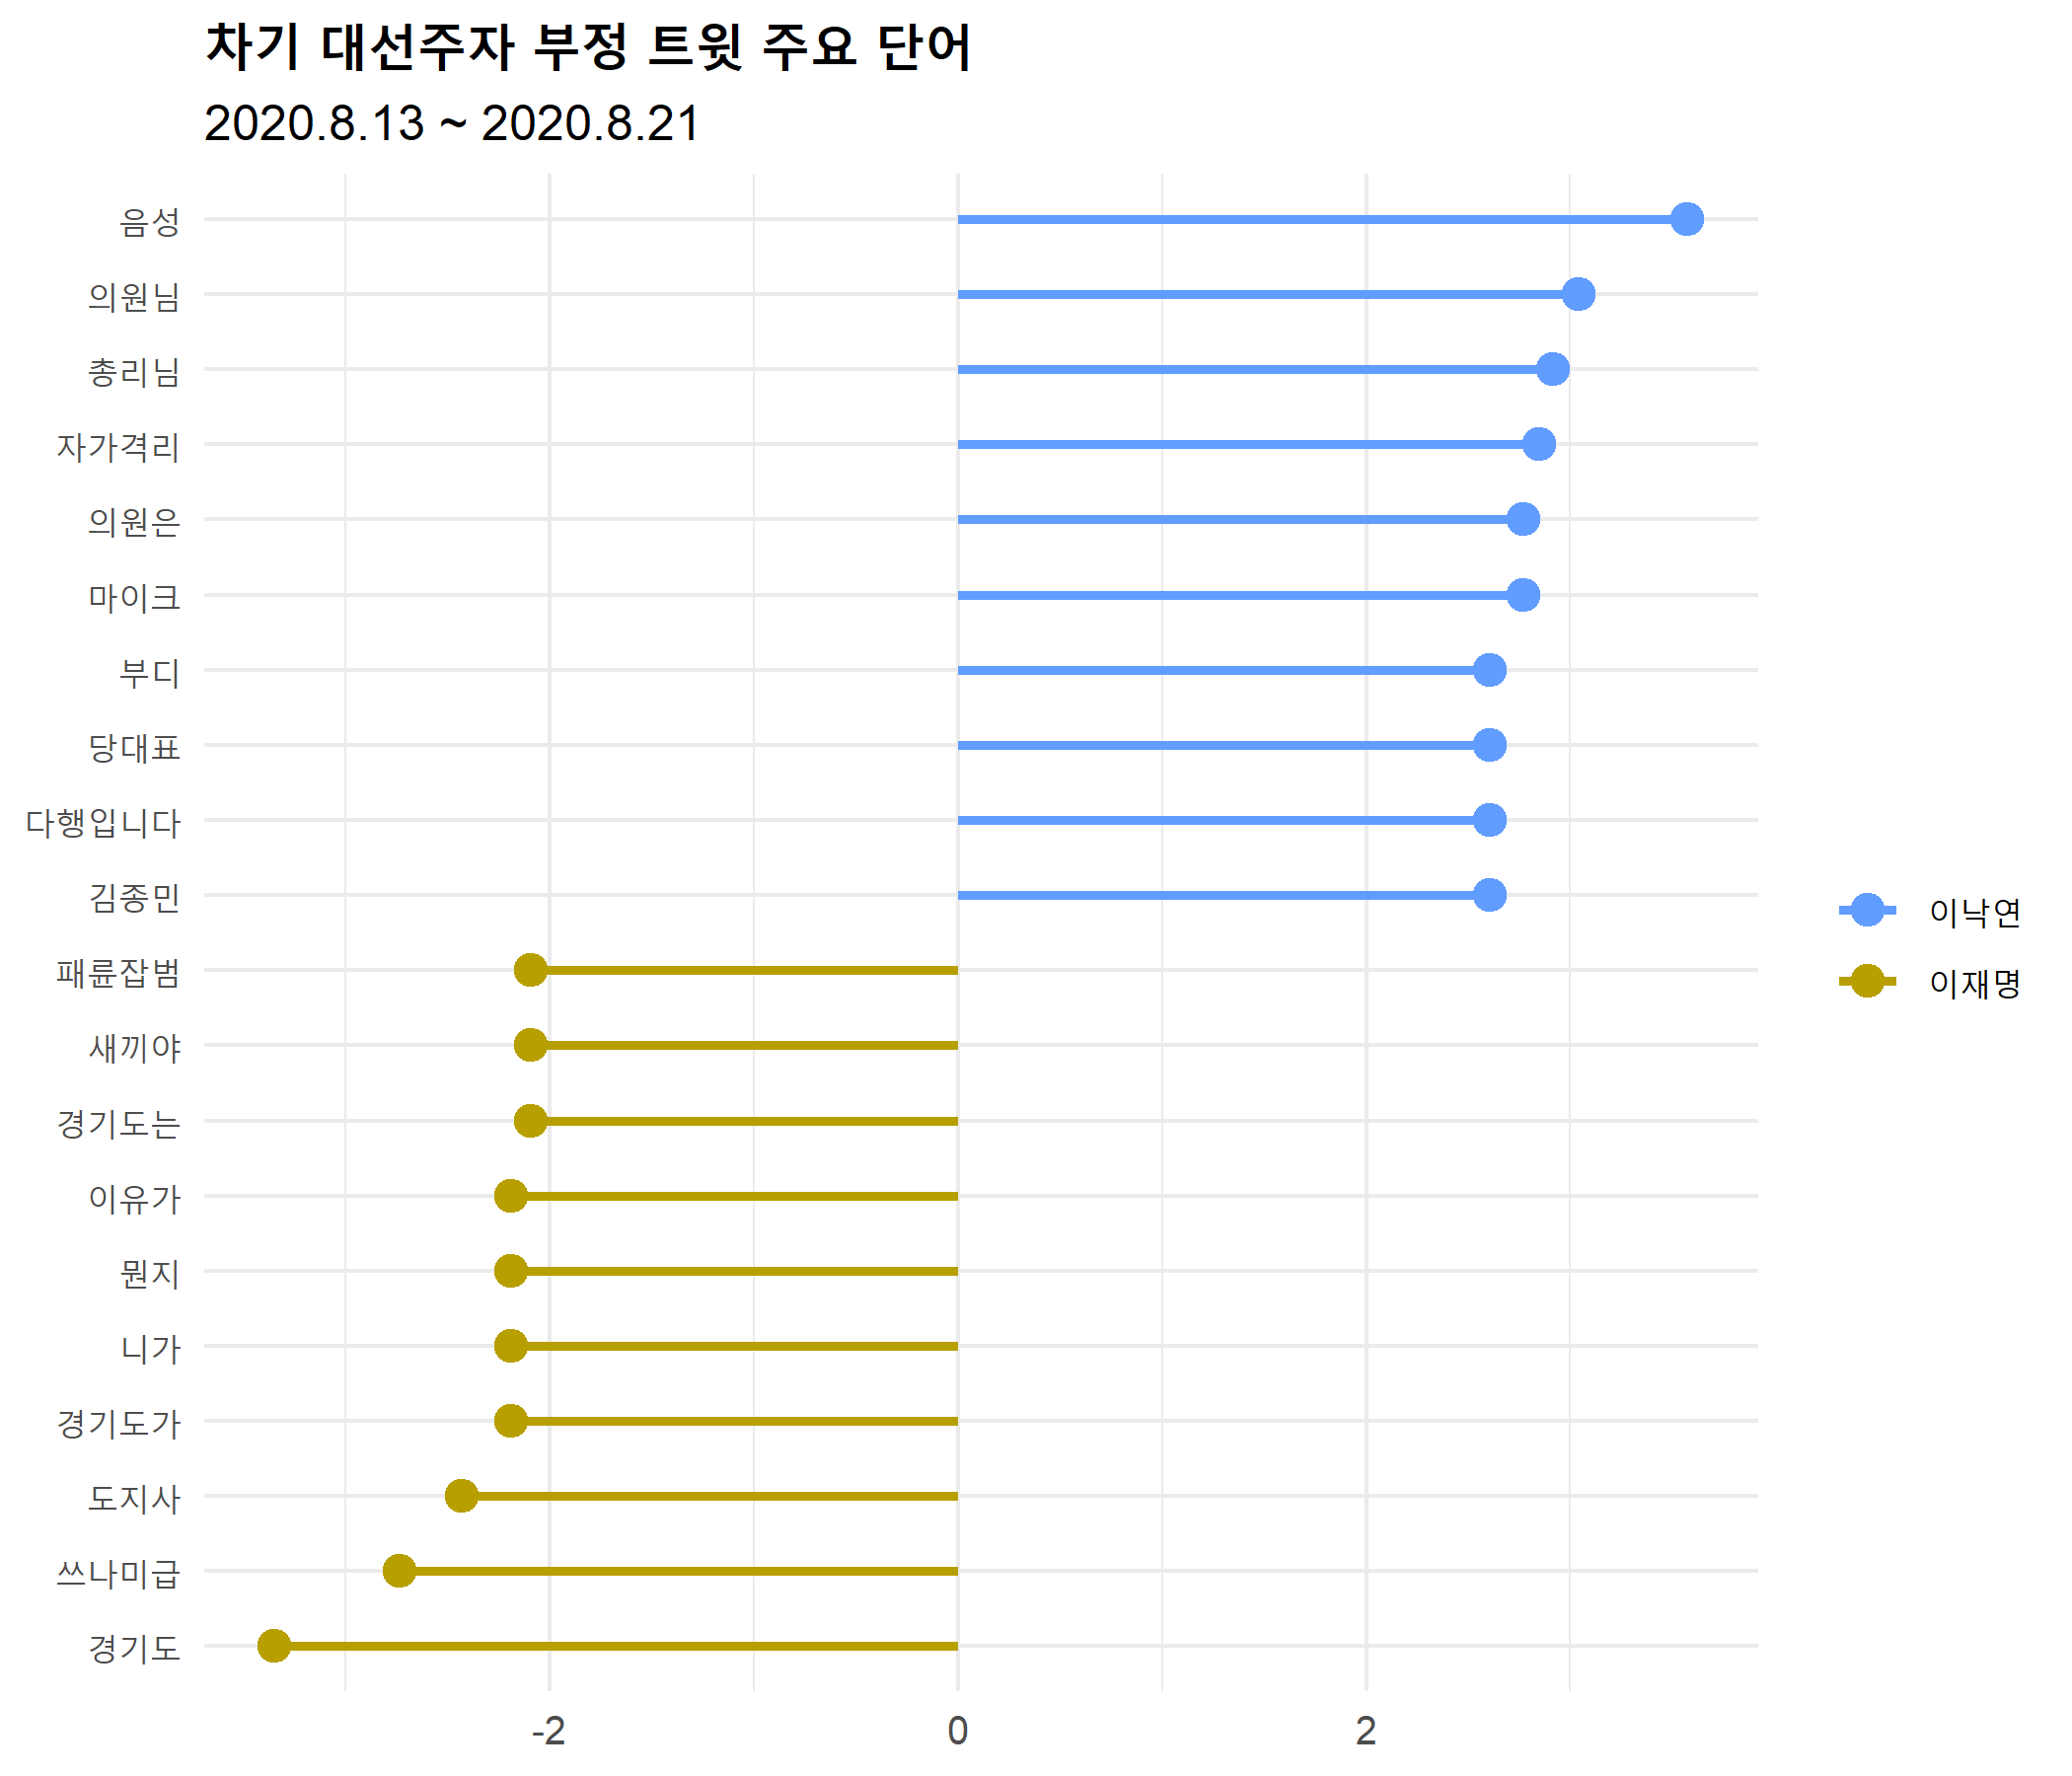 차기 대선주자 부정 트윗 주요 단어
2020.8.13 ~ 2020.8.21
음성
의원님
총리님
자가격리
의원은
마이크
부디
당대표
다행입니다
김종민
패륜잡범
새끼야
경기도는
이유가
뭔지
니가
경기도가
도지사
쓰나미급
경기도
-2 0 2
이낙연
이재명